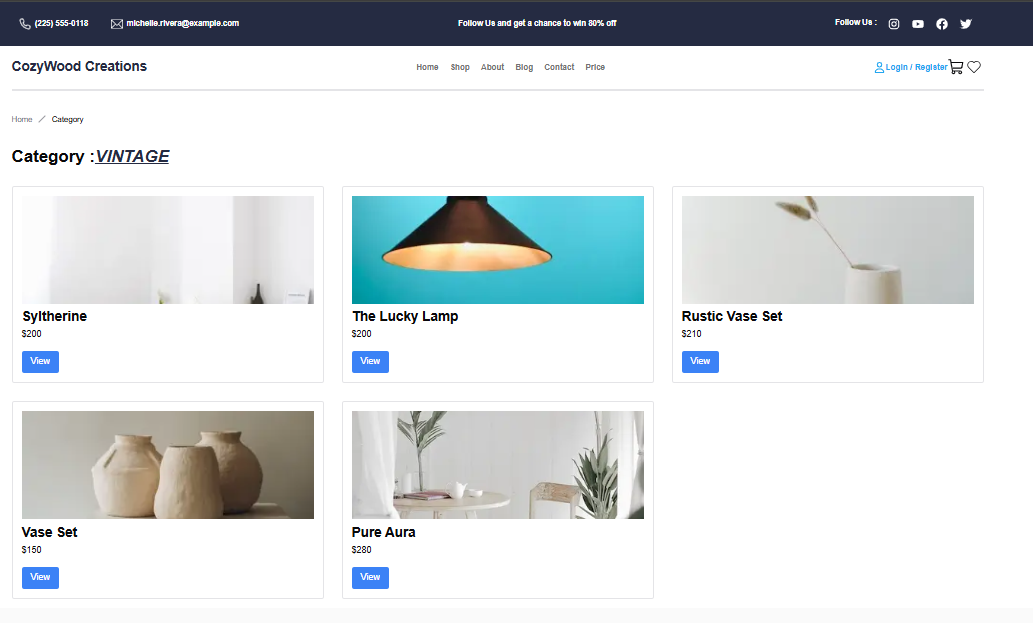 (225) 555-0118 michelle.rivera@example.com Follow Us and get a chance to win 80% off Follow Us :
CozyWood Creations Home Shop About Blog Contact Price Login / Register
Home / Category
Category :VINTAGE
Syltherine The Lucky Lamp Rustic Vase Set
$200 $200 $210
View View View
Vase Set Pure Aura
$150 $280
View View